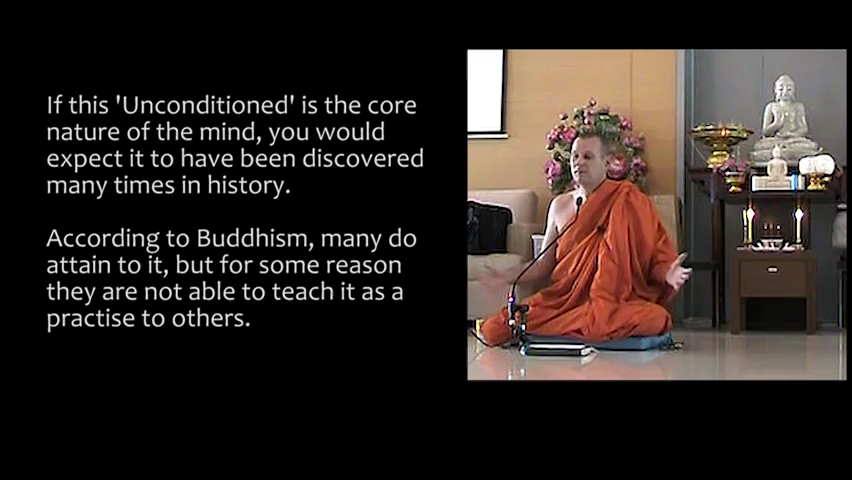 If this 'Unconditioned' is the core
nature of the mind, you would
expect it to have been discovered
many times in history.
According to Buddhism, many do
attain to it, but for some reason
they are not able to teach it as a
practise to others.